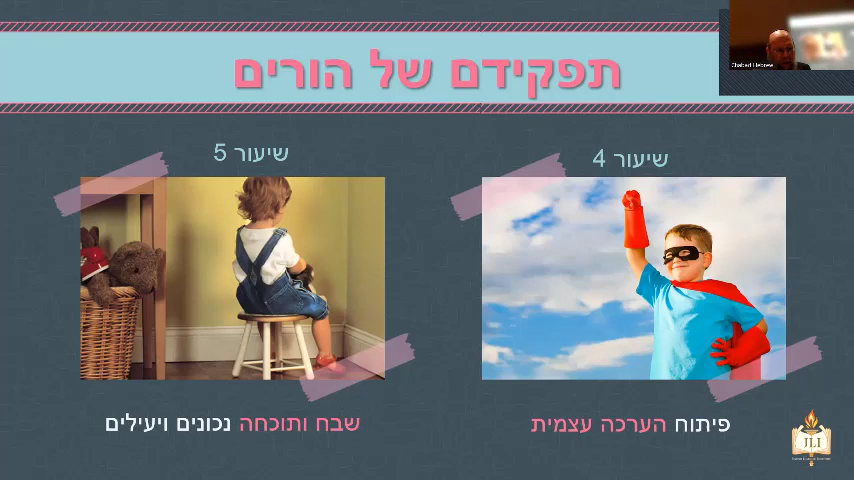 תפקידם של הורים
Chabad Hebrew
שיעור 4
שיעור 5
פיתוח הערכה עצמית
שבח ותוכחה נכונים ויעילים
JLI